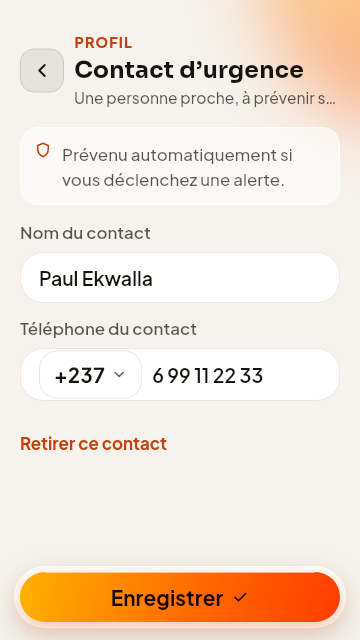 PROFIL
Contact d’urgence
Une personne proche, à prévenir s…
Prévenu automatiquement si
vous déclenchez une alerte.
Nom du contact
Paul Ekwalla
Téléphone du contact
+237 6 99 11 22 33
Retirer ce contact
Enregistrer